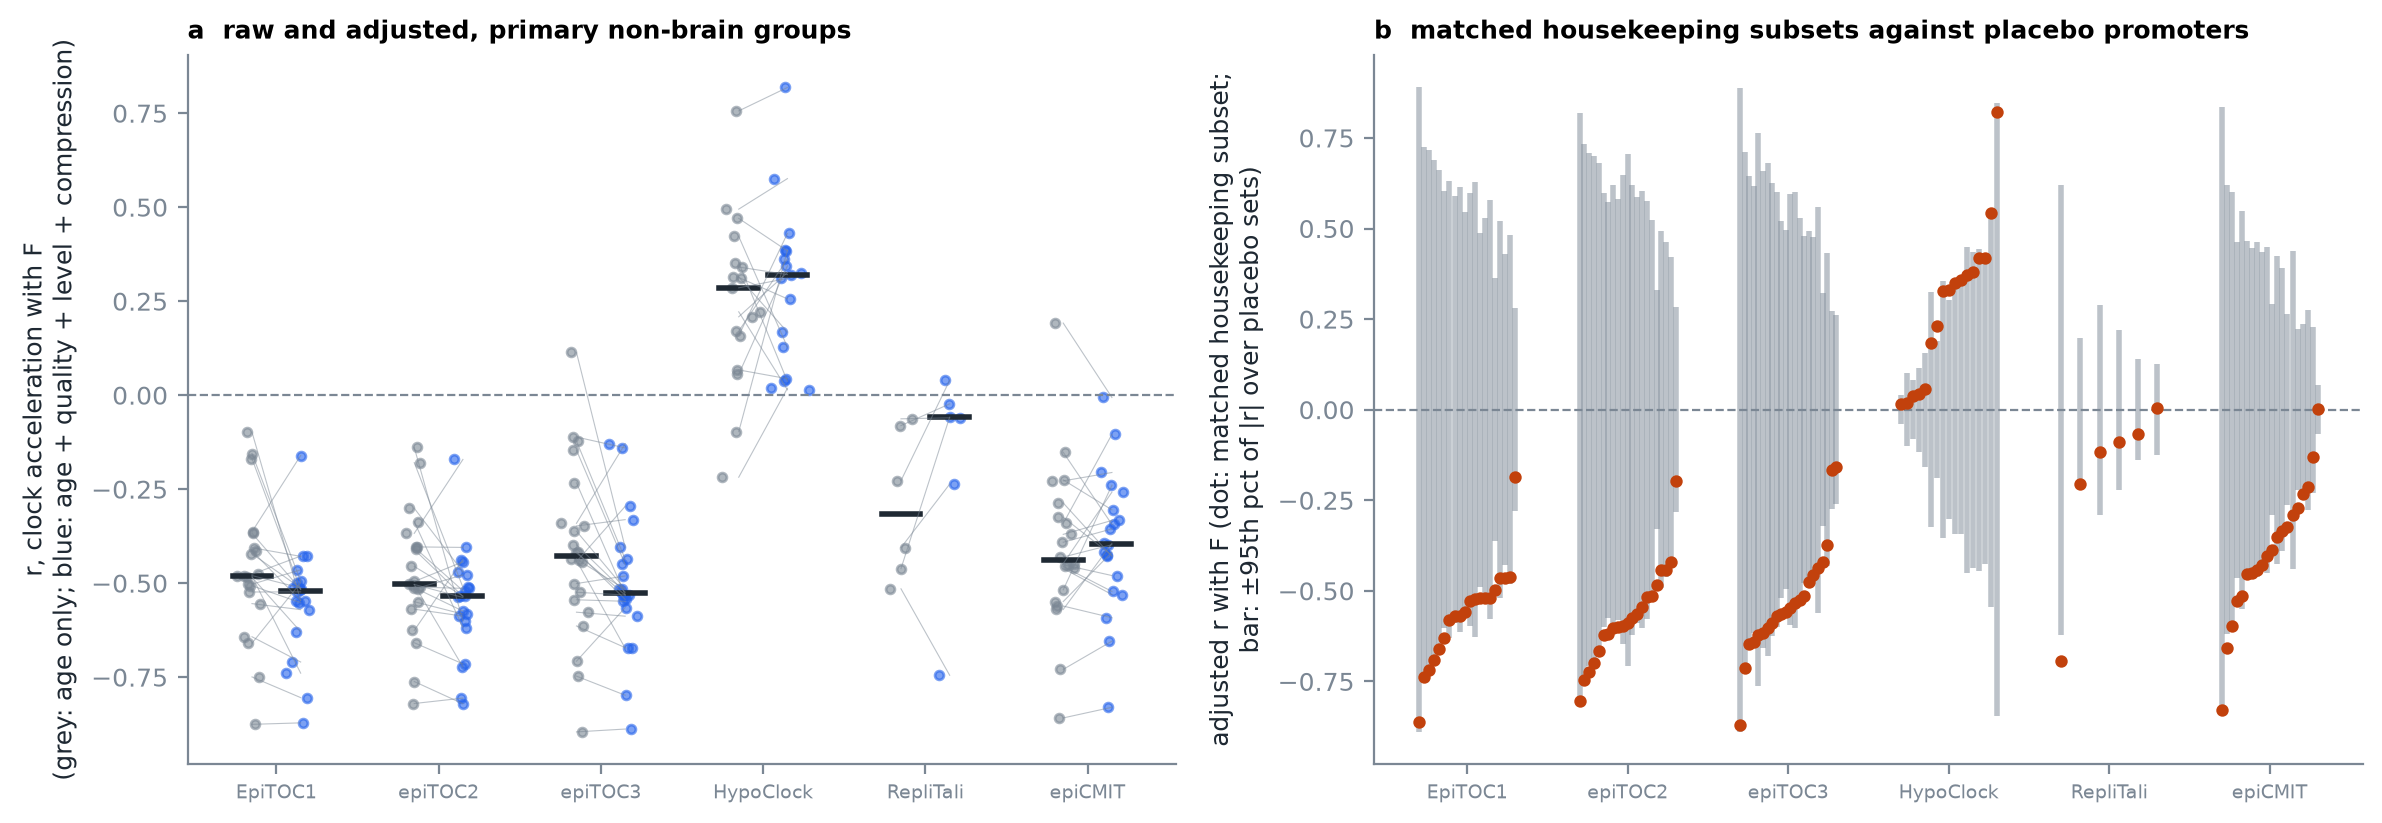 a raw and adjusted, primary non-brain groups
r, clock acceleration with F
(grey: age only; blue: age + quality + level + compression)
0.75
0.50
0.25
0.00
−0.25
−0.50
−0.75
EpiTOC1 epiTOC2 epiTOC3 HypoClock RepliTali epiCMIT
b matched housekeeping subsets against placebo promoters
adjusted r with F (dot: matched housekeeping subset;
bar: ±95th pct of |r| over placebo sets)
0.75
0.50
0.25
0.00
−0.25
−0.50
−0.75
EpiTOC1 epiTOC2 epiTOC3 HypoClock RepliTali epiCMIT